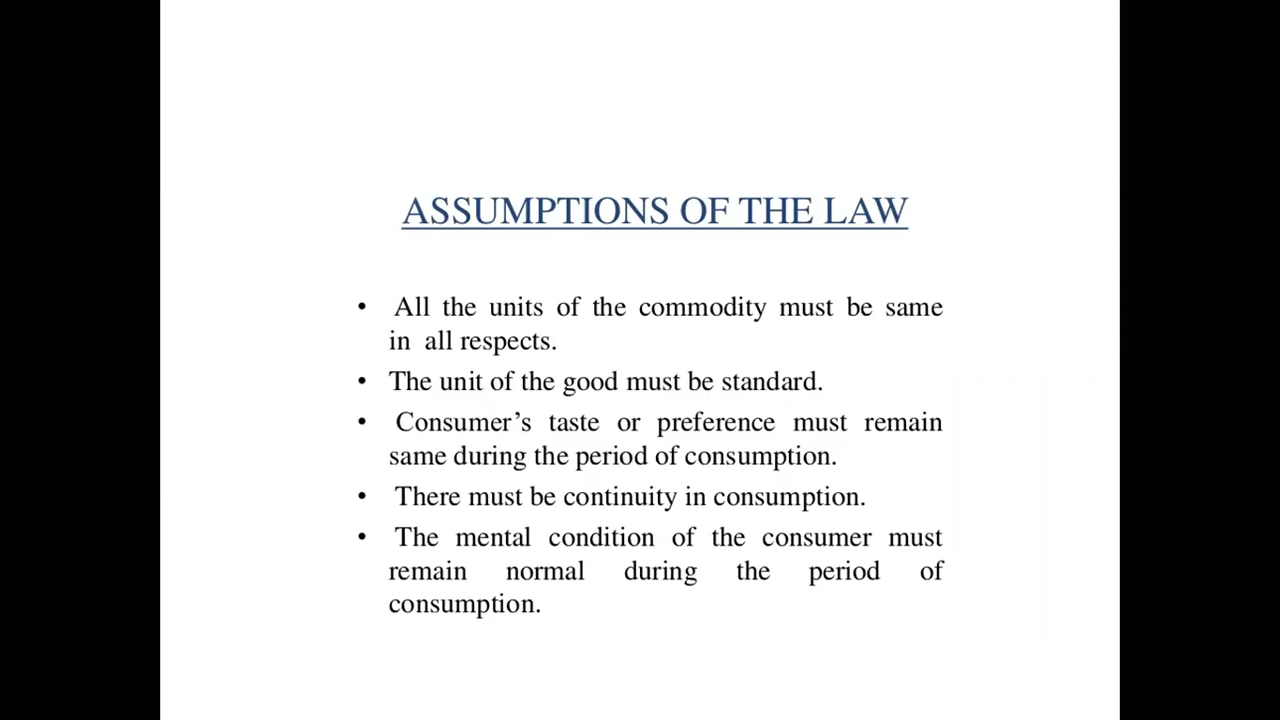 ASSUMPTIONS OF THE LAW
• All the units of the commodity must be same
in all respects.
• The unit of the good must be standard.
• Consumer’s taste or preference must remain
same during the period of consumption.
• There must be continuity in consumption.
• The mental condition of the consumer must
remain normal during the period of
consumption.